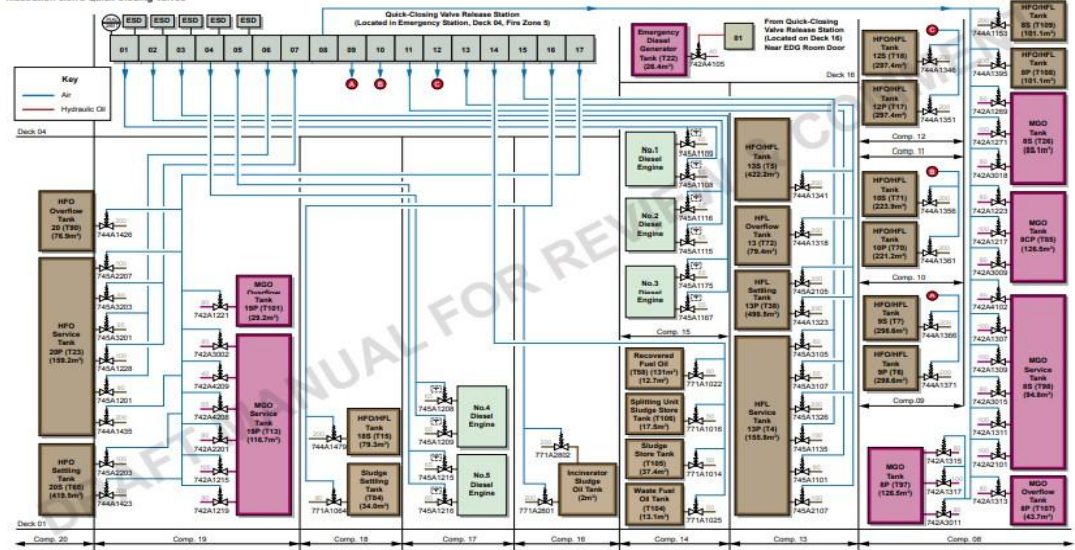 Quick-Closing Valve Release Station
(Located in Emergency Station, Deck 04, Fire Zone 5)
ESD ESD ESD ESD ESD
01 02 03 04 05 06 07 08 09 10 11 12 13 14 15 16 17
A B C
Key
Air
Hydraulic Oil
Deck 04
Emergency
Diesel
Generator
Tank (T22)
(26.4m³)
742A4105
01
From Quick-Closing
Valve Release Station
(Located on Deck 16)
Near EDG Room Door
Deck 16
HFO
Overflow
Tank
20 (T90)
(76.9m³)
744A1426
HFO
Service
Tank
20P (T23)
(159.2m³)
745A2207
745A3203
745A3201
745A1228
745A1201
744A1435
HFO
Settling
Tank
20S (T65)
745A2203
744A1423
MGO
Overflow
Tank
19P (T101)
(29.2m³)
742A1221
MGO
Service
Tank
19P (T13)
(116.7m³)
742A3002
742A4209
742A4208
742A2201
742A1215
742A1219
HFO/HFL
Tank
18S (T15)
(79.3m³)
744A1479
Sludge
Settling
Tank
(T84)
(34.0m³)
771A1064
No.4
Diesel
Engine
745A1208
745A1209
No.5
Diesel
Engine
745A1215
745A1216
771A2802
Incinerator
Sludge
Oil Tank
(2m³)
771A2801
No.1
Diesel
Engine
745A1109
745A1108
No.2
Diesel
Engine
745A1116
745A1115
No.3
Diesel
Engine
745A1175
745A1167
Comp. 15
Recovered
Fuel Oil
(T58) (131m³)
(12.7m³)
771A1022
Splitting Unit
Sludge Store
Tank (T106)
(17.5m³)
771A1016
Sludge
Store Tank
(T105)
(37.4m³)
771A1014
Waste Fuel
Oil Tank
(T104)
(13.1m³)
771A1025
HFO/HFL
Tank
13S (T5)
(422.2m³)
744A1341
HFL
Overflow
Tank
13 (T72)
(79.4m³)
744A1318
HFL
Settling
Tank
13P (T38)
(498.5m³)
745A2105
744A1323
HFL
Service
Tank
13P (T4)
(155.8m³)
745A3105
745A3107
745A1326
745A1135
745A1101
745A2107
HFO/HFL
Tank
12S (T18)
(297.4m³)
744A1346
C
HFO/HFL
Tank
12P (T17)
(297.4m³)
744A1351
Comp. 12
Comp. 11
HFO/HFL
Tank
10S (T71)
(223.9m³)
744A1356
B
HFO/HFL
Tank
10P (T70)
(221.2m³)
744A1361
Comp. 10
HFO/HFL
Tank
9S (T7)
(298.6m³)
744A1366
A
HFO/HFL
Tank
9P (T6)
(298.6m³)
744A1371
Comp.09
MGO
Tank
8P (T97)
(126.5m³)
742A1315
742A1317
742A3011
HFO/HFL
Tank
8S (T109)
(101.1m³)
744A1153
HFO/HFL
Tank
8P (T108)
(101.1m³)
744A1395
MGO
Tank
8S (T26)
742A1269
742A1271
742A3018
MGO
Tank
8CP (T85)
(126.5m³)
742A1223
742A1217
742A3009
MGO
Tank
8S (T98)
(94.8m³)
742A4102
742A1307
742A1309
742A3015
742A1311
742A2101
MGO
Overflow
Tank
8P (T107)
(43.7m³)
742A1313
Deck 01
Comp. 20 Comp. 19 Comp. 18 Comp. 17 Comp. 16 Comp. 14 Comp. 13 Comp. 08